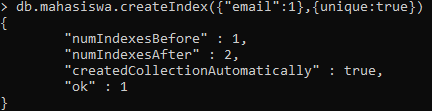 > db.mahasiswa.createIndex({"email":1},{unique:true})
{
        "numIndexesBefore" : 1,
        "numIndexesAfter" : 2,
        "createdCollectionAutomatically" : true,
        "ok" : 1
}